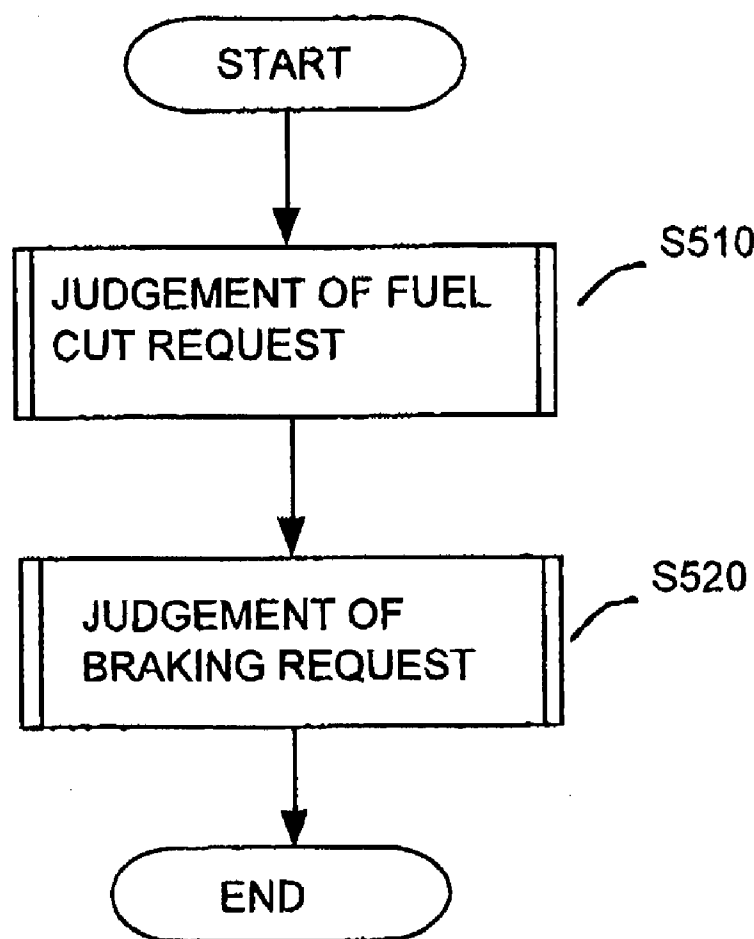 START
S510
JUDGEMENT OF FUEL
CUT REQUEST
S520
JUDGEMENT OF
BRAKING REQUEST
END